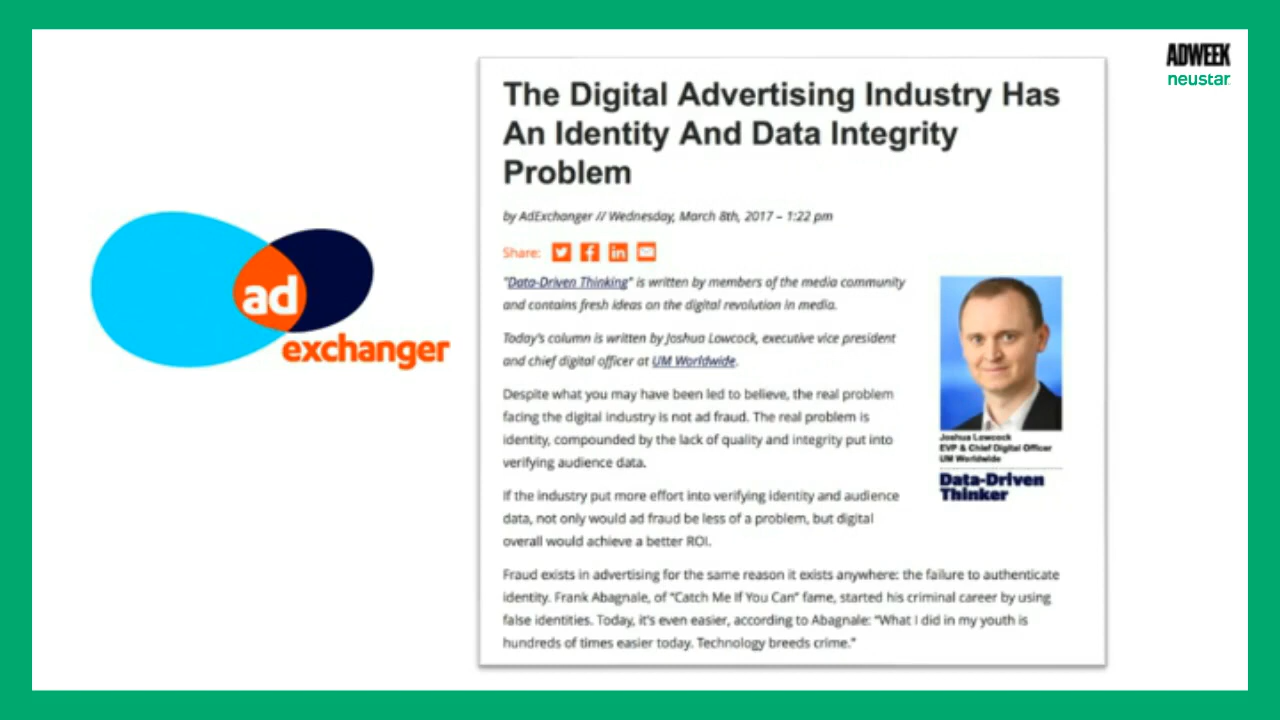 ADWEEK
neustar
ad
exchanger
The Digital Advertising Industry Has
An Identity And Data Integrity
Problem
by AdExchanger // Wednesday, March 8th, 2017 – 1:22 pm
Share:
"Data-Driven Thinking" is written by members of the media community
and contains fresh ideas on the digital revolution in media.
Today's column is written by Joshua Lowcock, executive vice president
and chief digital officer at UM Worldwide.
Despite what you may have been led to believe, the real problem
facing the digital industry is not ad fraud. The real problem is
identity, compounded by the lack of quality and integrity put into
verifying audience data.
If the industry put more effort into verifying identity and audience
data, not only would ad fraud be less of a problem, but digital
overall would achieve a better ROI.
Joshua Lowcock
EVP & Chief Digital Officer
UM Worldwide
Data-Driven
Thinker
Fraud exists in advertising for the same reason it exists anywhere: the failure to authenticate
identity. Frank Abagnale, of "Catch Me If You Can" fame, started his criminal career by using
false identities. Today, it's even easier, according to Abagnale: "What I did in my youth is
hundreds of times easier today. Technology breeds crime."